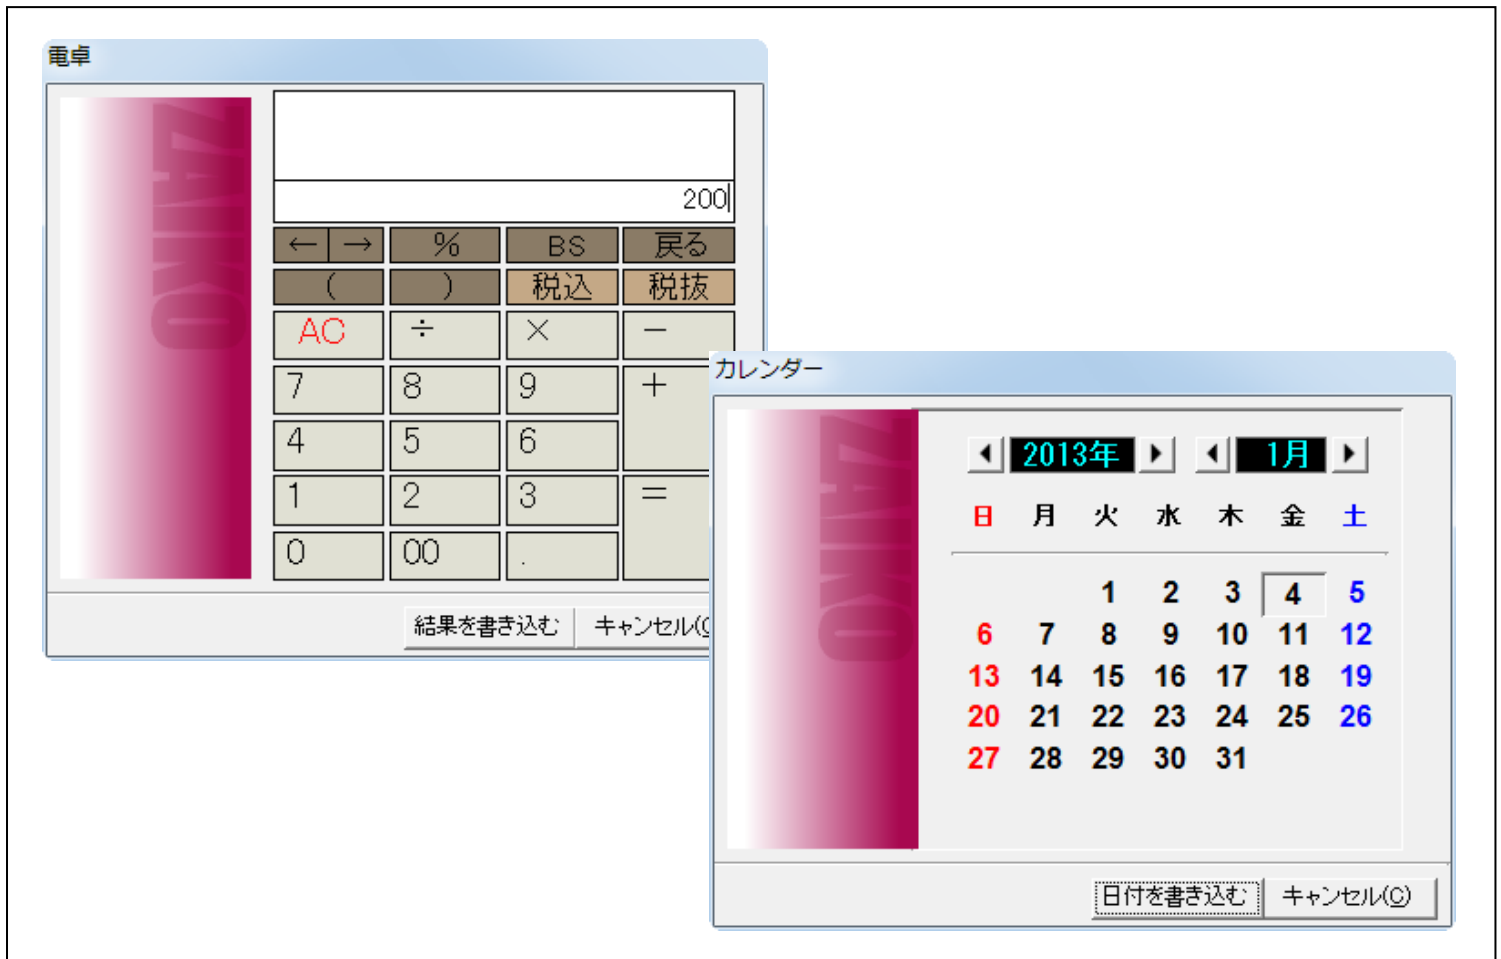 電卓
ZAIKO
200
← → % BS 戻る
( ) 税込 税抜
AC ÷ × −
7 8 9 +
4 5 6
1 2 3 =
0 00 .
結果を書き込む キャンセル(
カレンダー
ZAIKO
2013年 1月
日 月 火 水 木 金 土
1 2 3 4 5
6 7 8 9 10 11 12
13 14 15 16 17 18 19
20 21 22 23 24 25 26
27 28 29 30 31
日付を書き込む キャンセル(C)